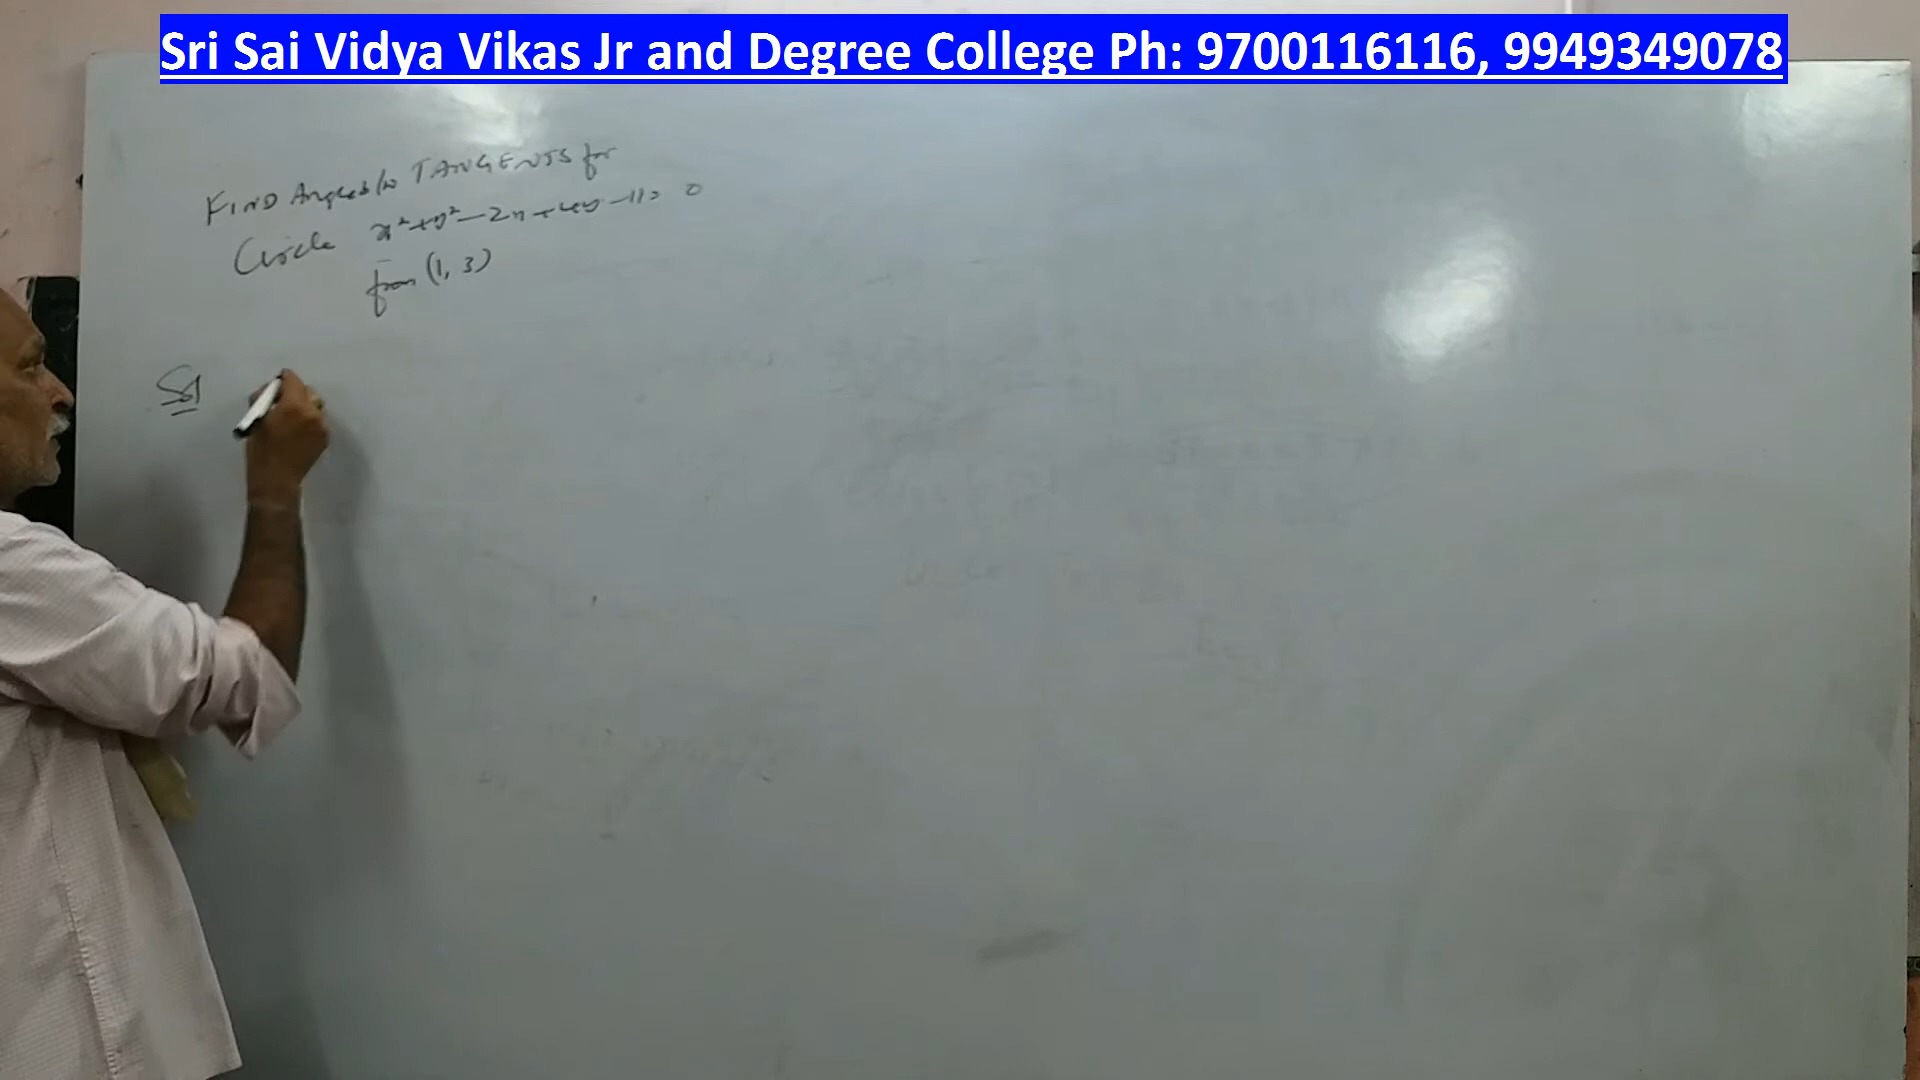 Sri Sai Vidya Vikas Jr and Degree College Ph: 9700116116, 9949349078
FIND Angle b/w TANGENTS for
Circle x²+y²-2x+4y-11=0
from (1, 3)
Sol